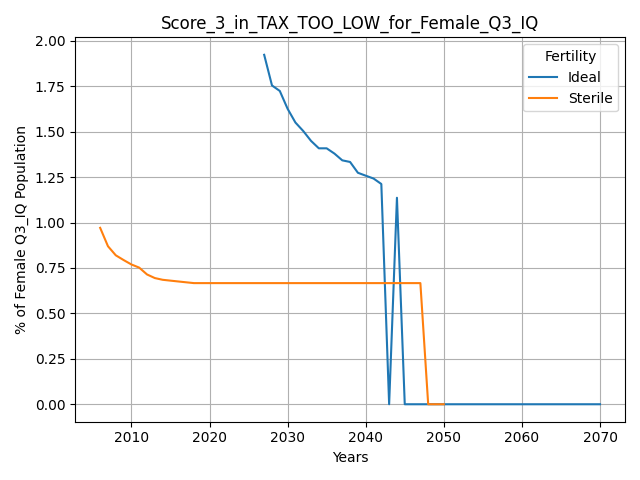 Score_3_in_TAX_TOO_LOW_for_Female_Q3_IQ
2.00
1.75
1.50
1.25
1.00
0.75
0.50
0.25
0.00
% of Female Q3_IQ Population
Fertility
Ideal
Sterile
2010 2020 2030 2040 2050 2060 2070
Years